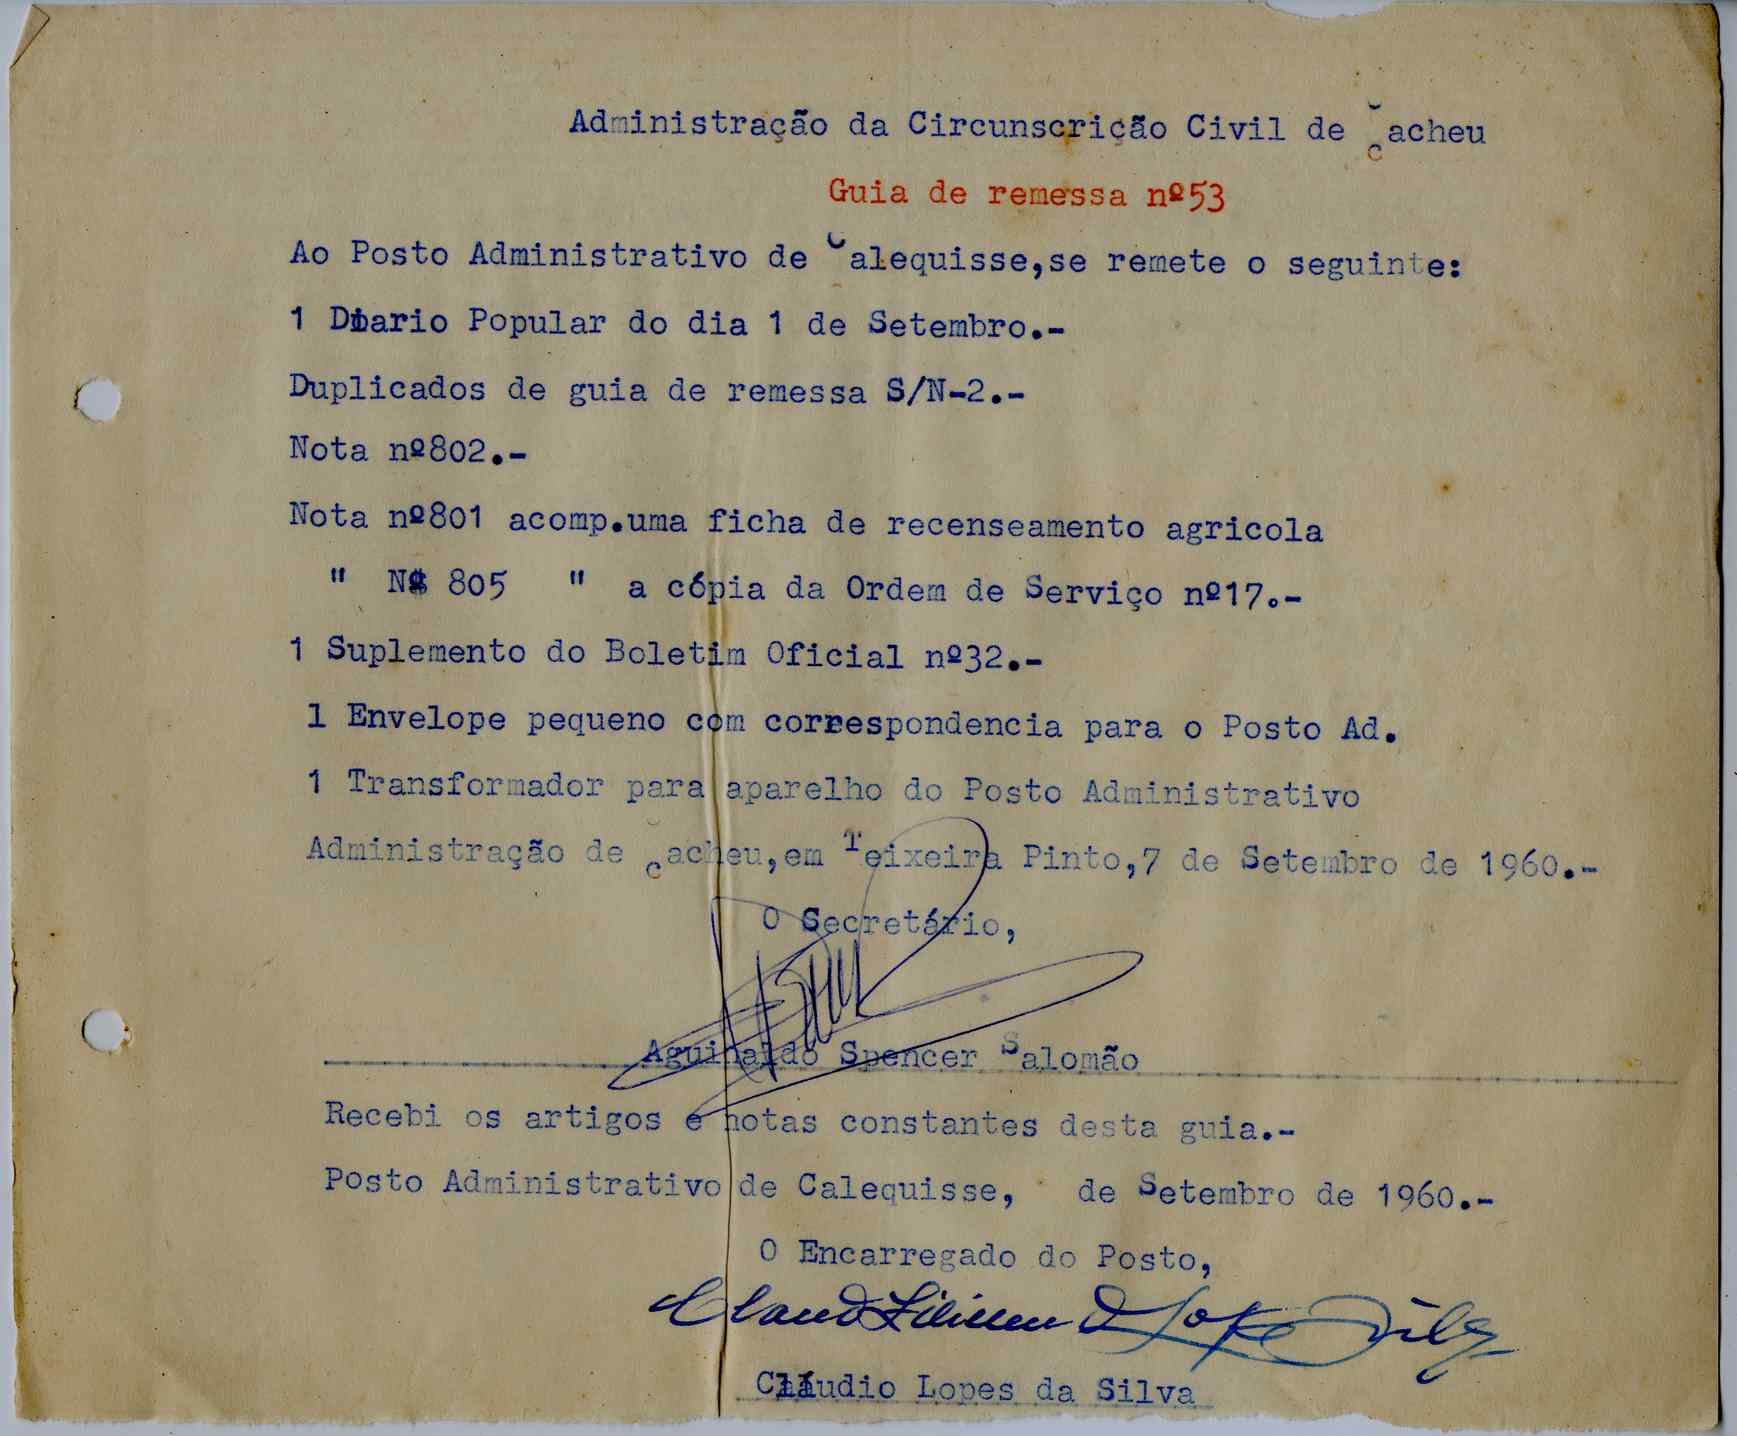 Administração da Circunscrição Civil de Cacheu
Guia de remessa nº53
Ao Posto Administrativo de Calequisse,se remete o seguinte:
1 Diario Popular do dia 1 de Setembro.-
Duplicados de guia de remessa S/N-2.-
Nota nº802.-
Nota nº801 acomp.uma ficha de recenseamento agricola
" Nº 805 " a cópia da Ordem de Serviço nº17.-
1 Suplemento do Boletim Oficial nº32.-
1 Envelope pequeno com correspondencia para o Posto Ad.
1 Transformador para aparelho do Posto Administrativo
Administração de Cacheu,em Teixeira Pinto,7 de Setembro de 1960.-
O Secretário,
Aguinaldo Spencer Salomão
Recebi os artigos e notas constantes desta guia.-
Posto Administrativo de Calequisse, de Setembro de 1960.-
O Encarregado do Posto,
Cláudio Lopes da Silva